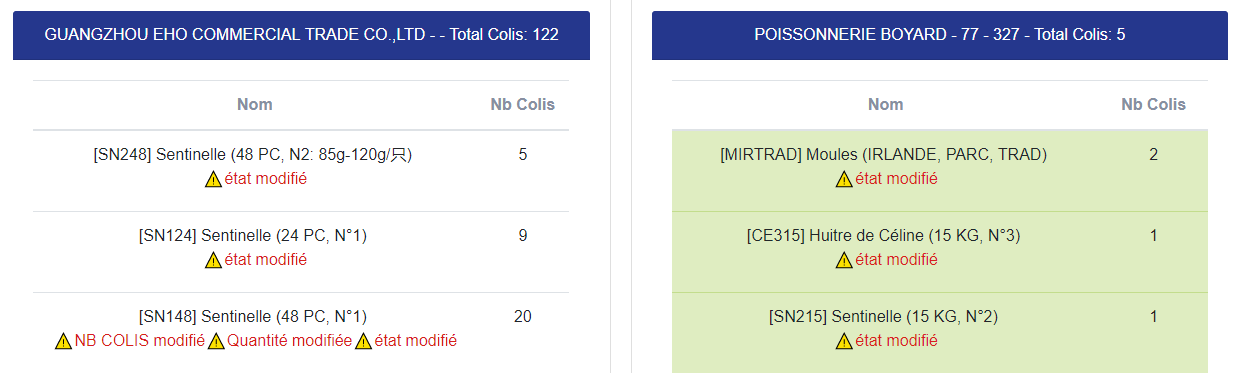 GUANGZHOU EHO COMMERCIAL TRADE CO.,LTD - - Total Colis: 122
Nom Nb Colis
[SN248] Sentinelle (48 PC, N2: 85g-120g/只) 5
état modifié
[SN124] Sentinelle (24 PC, N°1) 9
état modifié
[SN148] Sentinelle (48 PC, N°1) 20
NB COLIS modifié Quantité modifiée état modifié
POISSONNERIE BOYARD - 77 - 327 - Total Colis: 5
Nom Nb Colis
[MIRTRAD] Moules (IRLANDE, PARC, TRAD) 2
état modifié
[CE315] Huitre de Céline (15 KG, N°3) 1
état modifié
[SN215] Sentinelle (15 KG, N°2) 1
état modifié